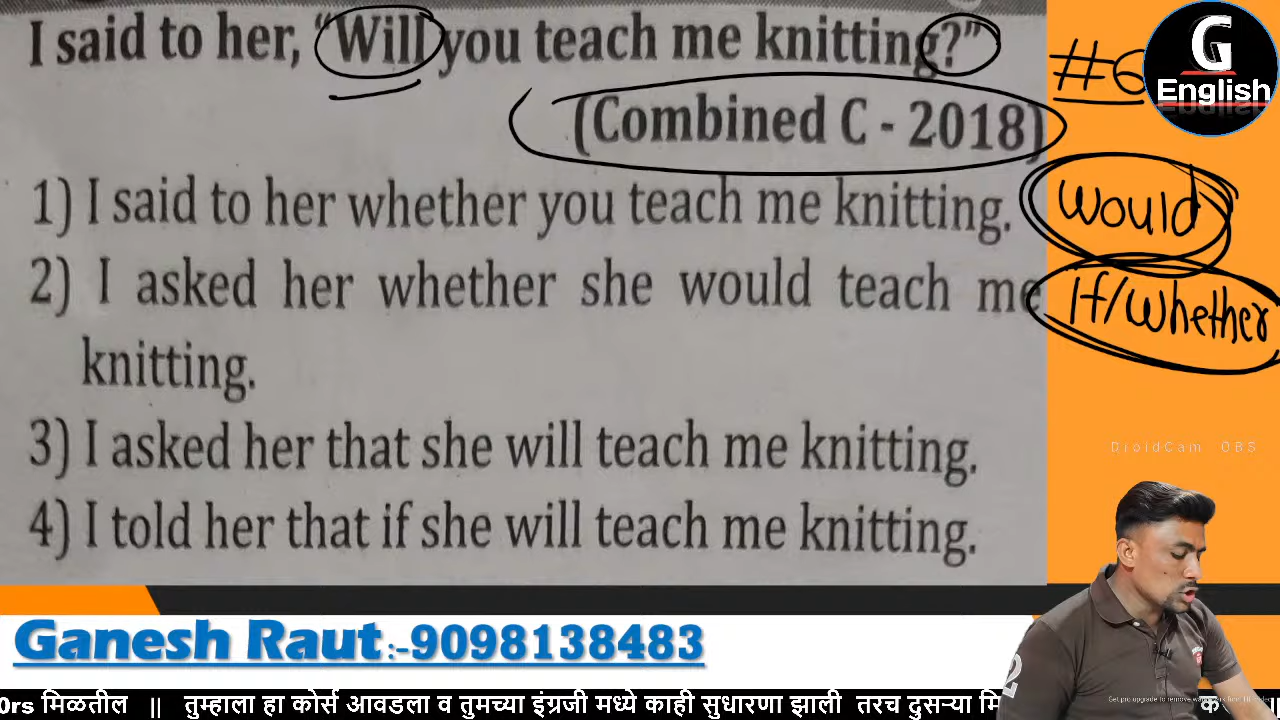 I said to her, "Will you teach me knitting?"
(Combined C - 2018)
1) I said to her whether you teach me knitting.
2) I asked her whether she would teach me
knitting.
3) I asked her that she will teach me knitting.
4) I told her that if she will teach me knitting.
#6
G
English
would
if/whether
DroidCam OBS
Ganesh Raut:-9098138483
0rs मिळतील || तुम्हाला हा कोर्स आवडला व तुमच्या इंग्रजी मध्ये काही सुधारणा झाली तरच दुसऱ्या